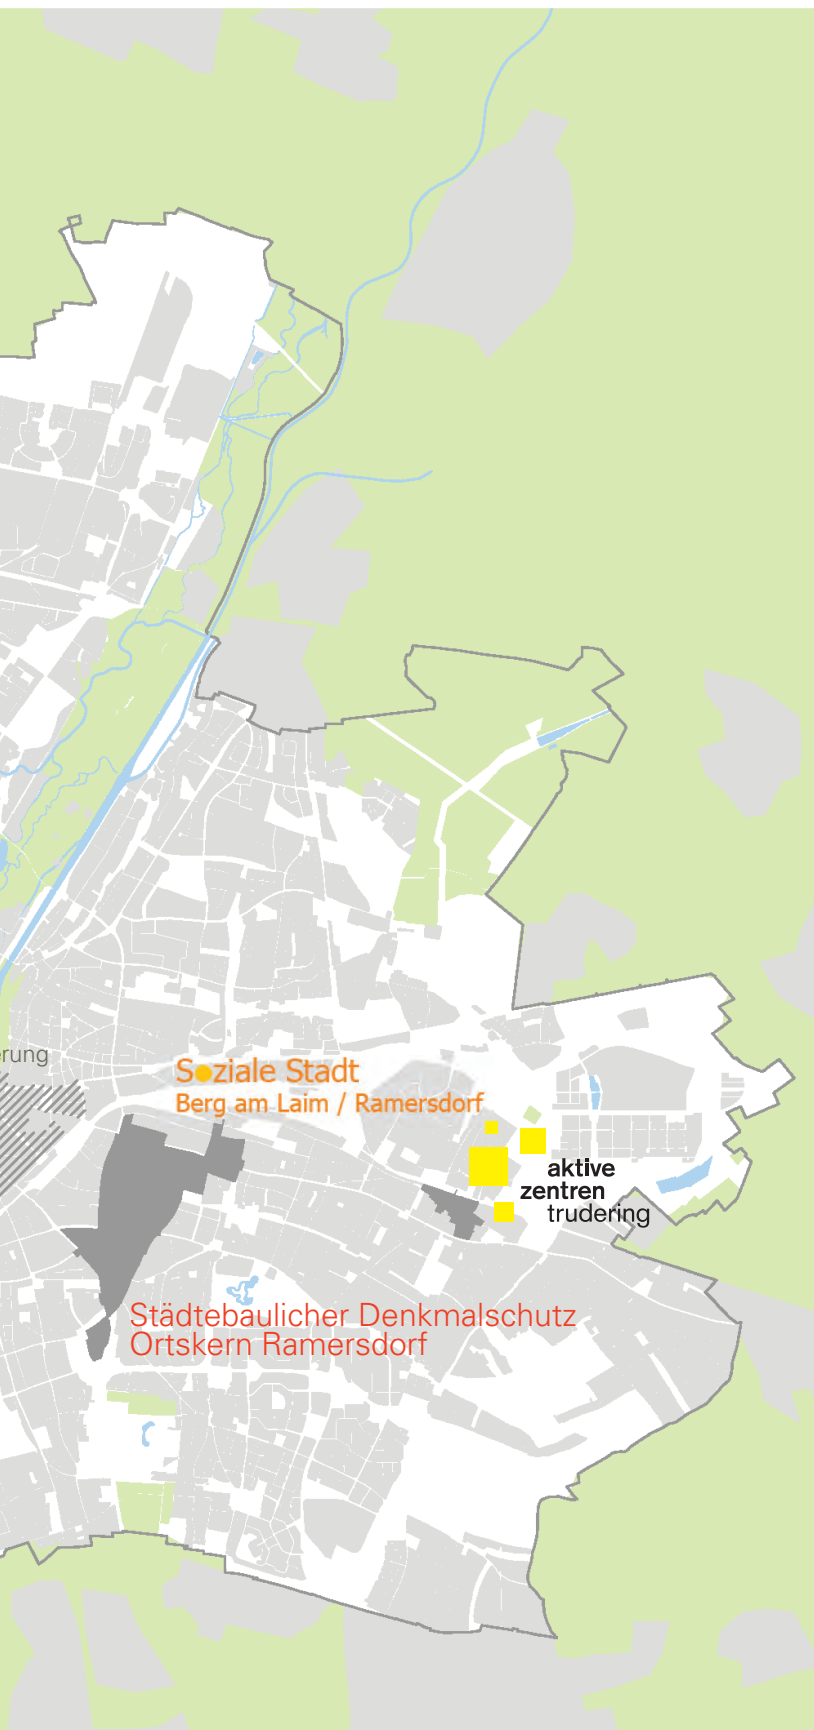 erung
Soziale Stadt
Berg am Laim / Ramersdorf
aktive
zentren
trudering
Städtebaulicher Denkmalschutz
Ortskern Ramersdorf